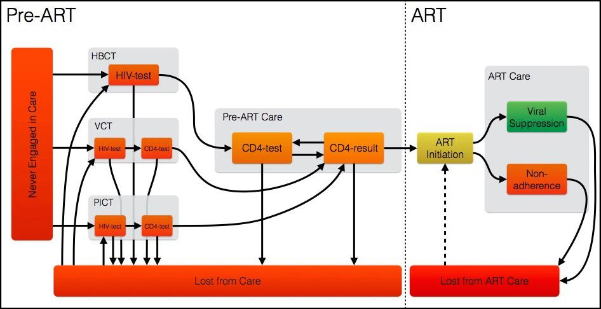 Pre-ART
ART
HBCT
HIV-test
ART Care
Never Engaged in Care
VCT
HIV-test
CD4-test
Pre-ART Care
CD4-test
CD4-result
ART
Initiation
Viral
Suppression
Non-
adherence
PICT
HIV-test
CD4-test
Lost from Care
Lost from ART Care